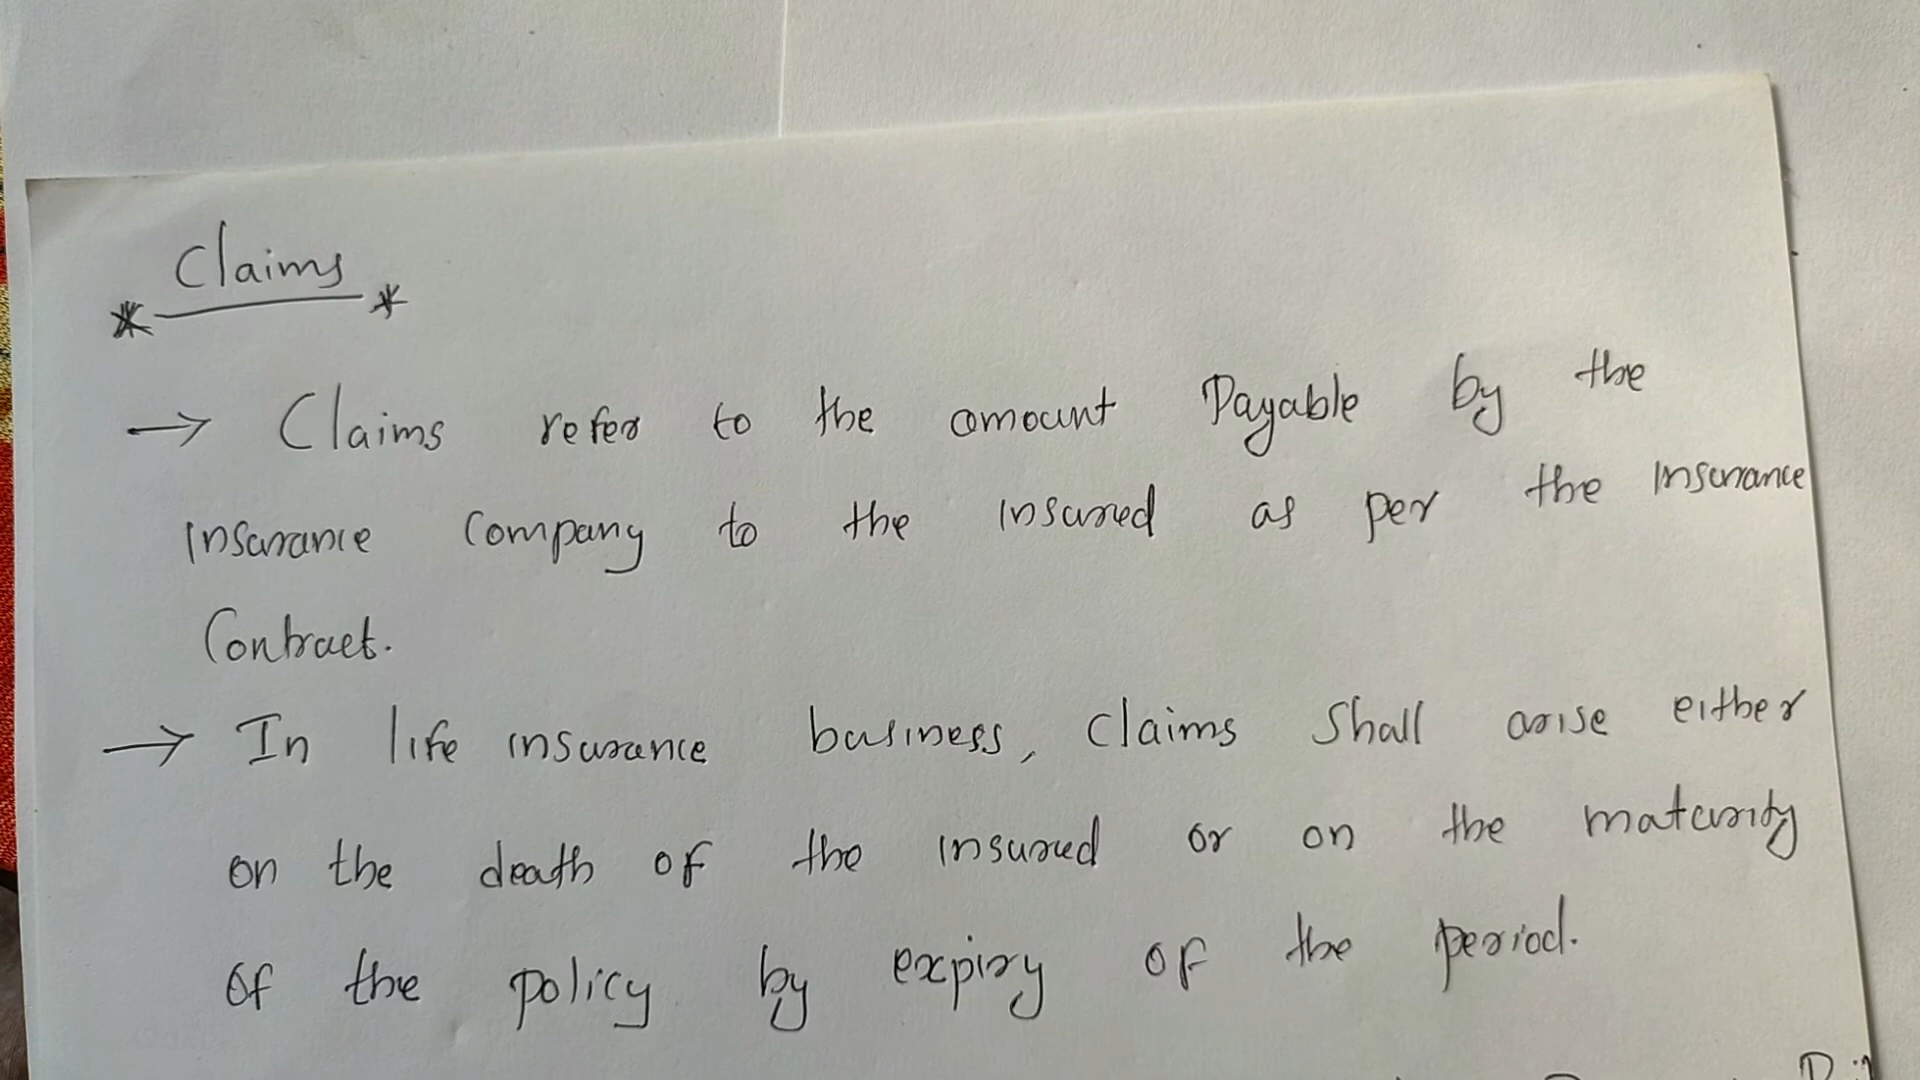 Claims
* *
→ Claims refer to the amount Payable by the
insurance Company to the insured as per the insurance
Contract.
→ In life insurance business, Claims Shall arise either
on the death of the insured or on the maturity
of the policy by expiry of the period.